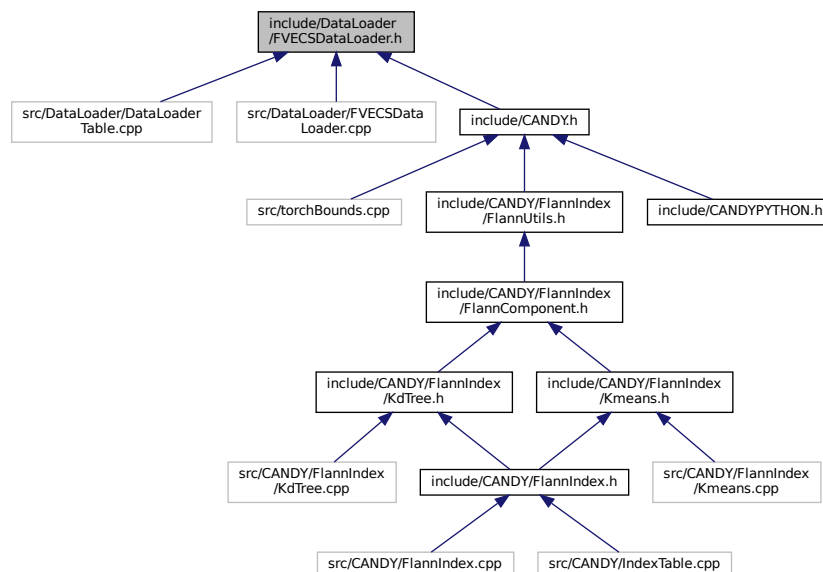 include/DataLoader
/FVECSDataLoader.h
src/DataLoader/DataLoader
Table.cpp
src/DataLoader/FVECSData
Loader.cpp
include/CANDY.h
src/torchBounds.cpp
include/CANDY/FlannIndex
/FlannUtils.h
include/CANDYPYTHON.h
include/CANDY/FlannIndex
/FlannComponent.h
include/CANDY/FlannIndex
/KdTree.h
include/CANDY/FlannIndex
/Kmeans.h
src/CANDY/FlannIndex
/KdTree.cpp
include/CANDY/FlannIndex.h
src/CANDY/FlannIndex
/Kmeans.cpp
src/CANDY/FlannIndex.cpp
src/CANDY/IndexTable.cpp